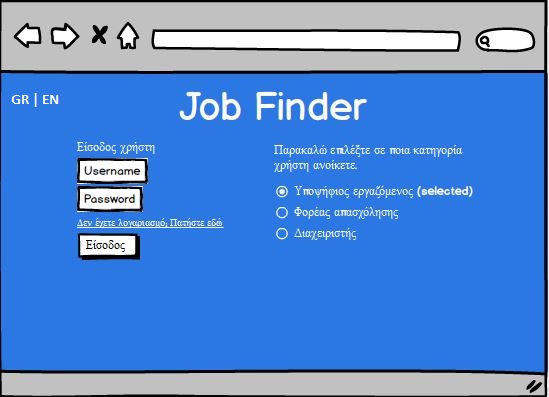 GR | EN
Job Finder
Είσοδος χρήστη
Username
Password
Δεν έχετε λογαριασμό; Πατήστε εδώ
Είσοδος
Παρακαλώ επιλέξτε σε ποια κατηγορία
χρήστη ανοίκετε.
Υποψήφιος εργαζόμενος (selected)
Φορέας απασχόλησης
Διαχειριστής